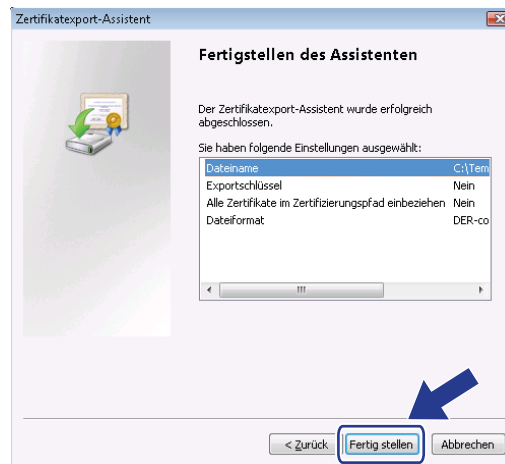 Zertifikatexport-Assistent
Fertigstellen des Assistenten
Der Zertifikatexport-Assistent wurde erfolgreich
abgeschlossen.
Sie haben folgende Einstellungen ausgewählt:
Dateiname C:\Tem
Exportschlüssel Nein
Alle Zertifikate im Zertifizierungspfad einbeziehen Nein
Dateiformat DER-co
< Zurück Fertig stellen Abbrechen